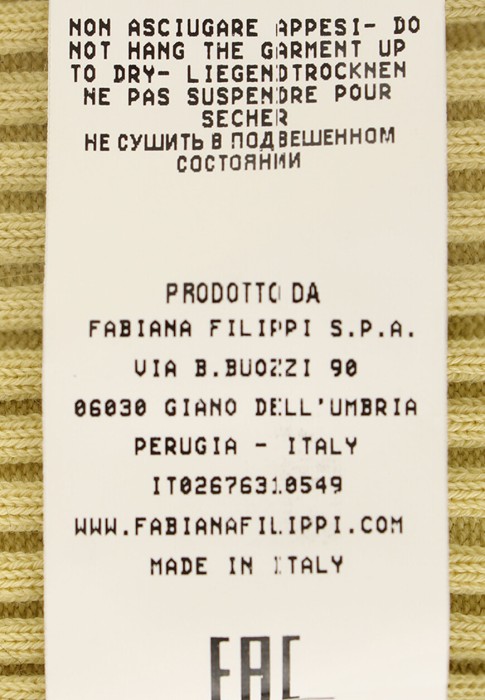 NON ASCIUGARE APPESI- DO
NOT HANG THE GARMENT UP
TO DRY- LIEGENDTROCKNEN
NE PAS SUSPENDRE POUR
SECHER
НЕ СУШИТЬ В ПОДВЕШЕННОМ
СОСТОЯНИИ
PRODOTTO DA
FABIANA FILIPPI S.P.A.
VIA B.BUOZZI 90
06030 GIANO DELL'UMBRIA
PERUGIA - ITALY
IT02676310549
WWW.FABIANAFILIPPI.COM
MADE IN ITALY
EAC